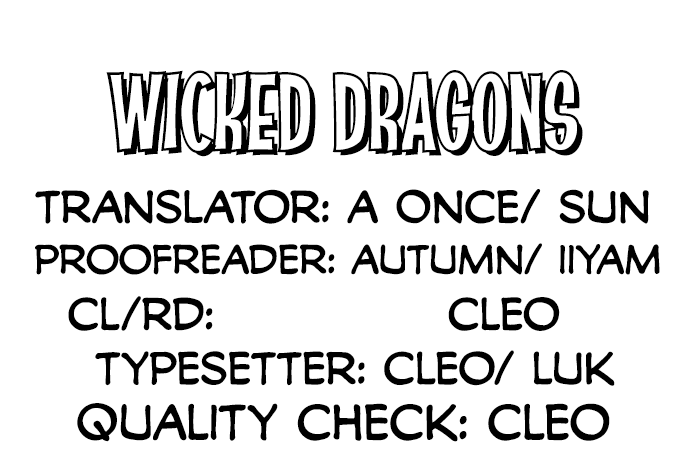 WICKED DRAGONS
TRANSLATOR: A ONCE/ SUN
PROOFREADER: AUTUMN/ IIYAM
CL/RD: CLEO
TYPESETTER: CLEO/ LUK
QUALITY CHECK: CLEO